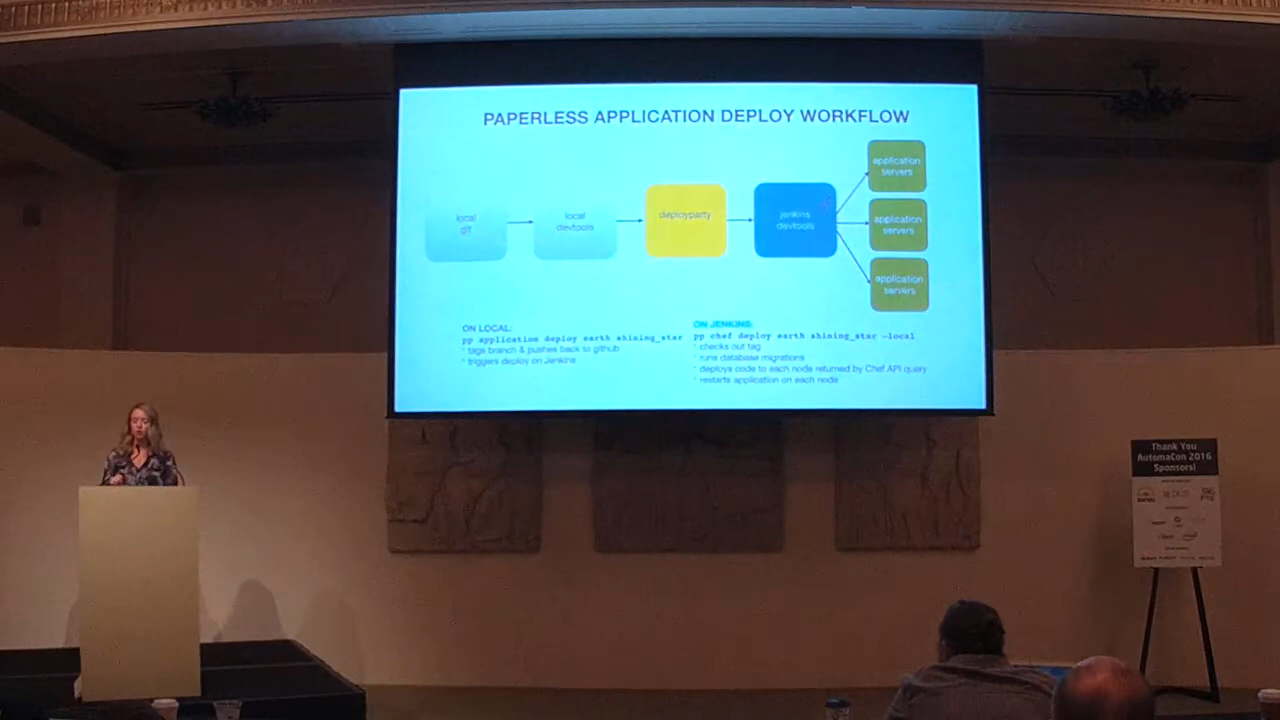 PAPERLESS APPLICATION DEPLOY WORKFLOW
local
git
local
devtools
deployparty
jenkins
devtools
application
servers
application
servers
application
servers
ON LOCAL:
pp application deploy earth shining_star
* tags branch & pushes back to github
* triggers deploy on Jenkins
ON JENKINS:
pp chef deploy earth shining_star --local
* checks out tag
* runs database migrations
* deploys code to each node returned by Chef API query
* restarts application on each node
Thank You
AutomaCon 2016
Sponsors!